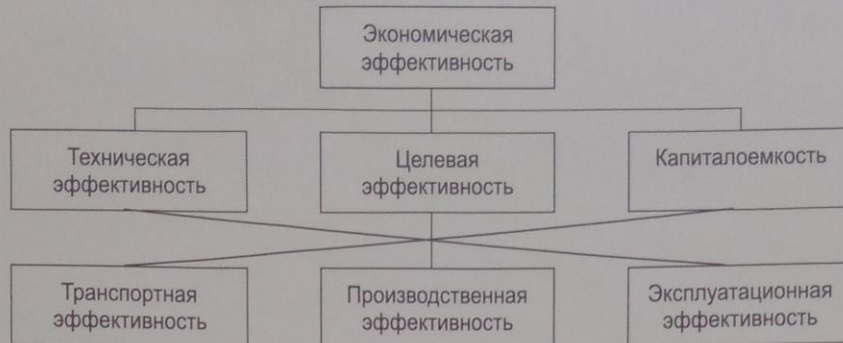 Экономическая
эффективность
Техническая
эффективность
Целевая
эффективность
Капиталоемкость
Транспортная
эффективность
Производственная
эффективность
Эксплуатационная
эффективность